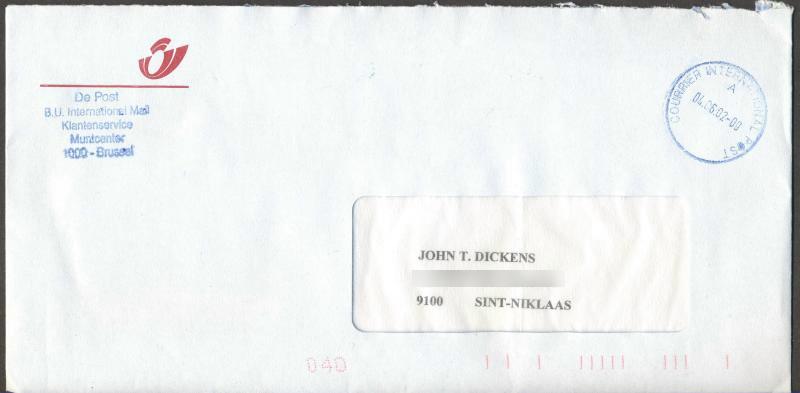 De Post
B.U. International Mail
Klantenservice
Muntcenter
1000 - Brussel
COURRIER INTERNATIONAL POST
A
04.06.02-00
JOHN T. DICKENS
9100 SINT-NIKLAAS
040